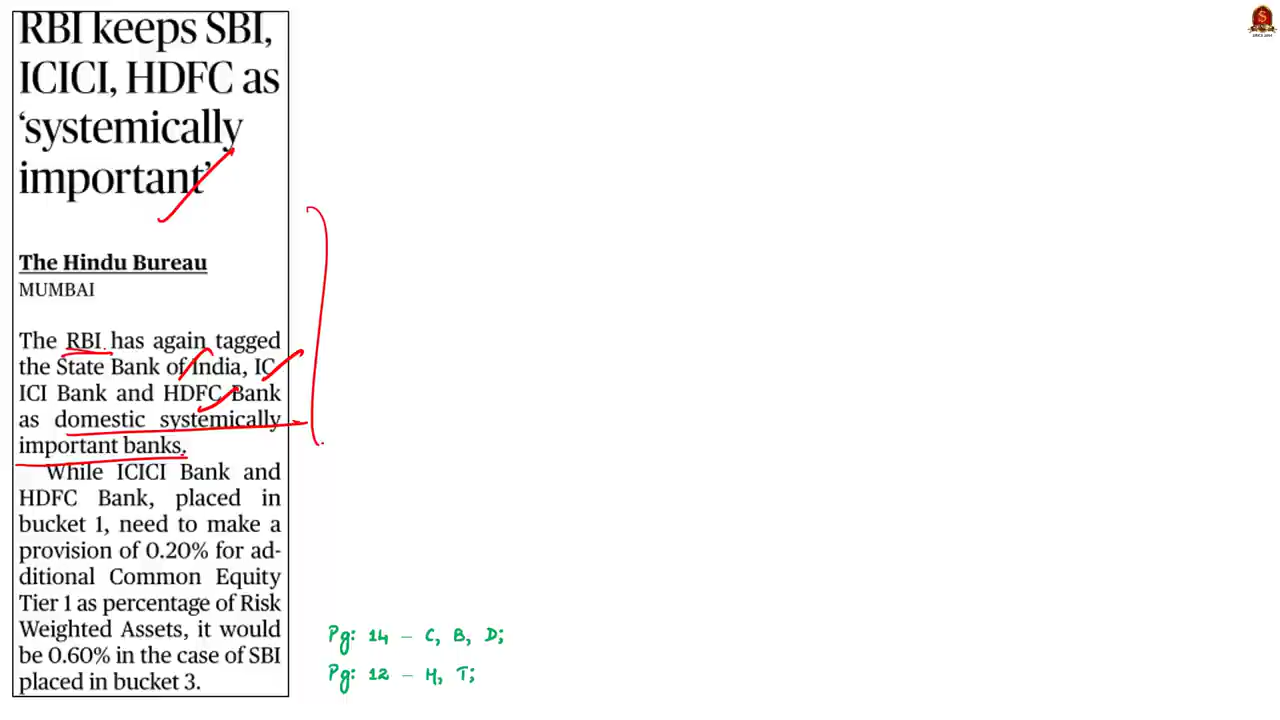 RBI keeps SBI,
ICICI, HDFC as
‘systemically
important’
The Hindu Bureau
MUMBAI
The RBI has again tagged
the State Bank of India, IC
ICI Bank and HDFC Bank
as domestic systemically
important banks.
While ICICI Bank and
HDFC Bank, placed in
bucket 1, need to make a
provision of 0.20% for ad-
ditional Common Equity
Tier 1 as percentage of Risk
Weighted Assets, it would
be 0.60% in the case of SBI
placed in bucket 3.
Pg: 14 – C, B, D;
Pg: 12 – H, T;